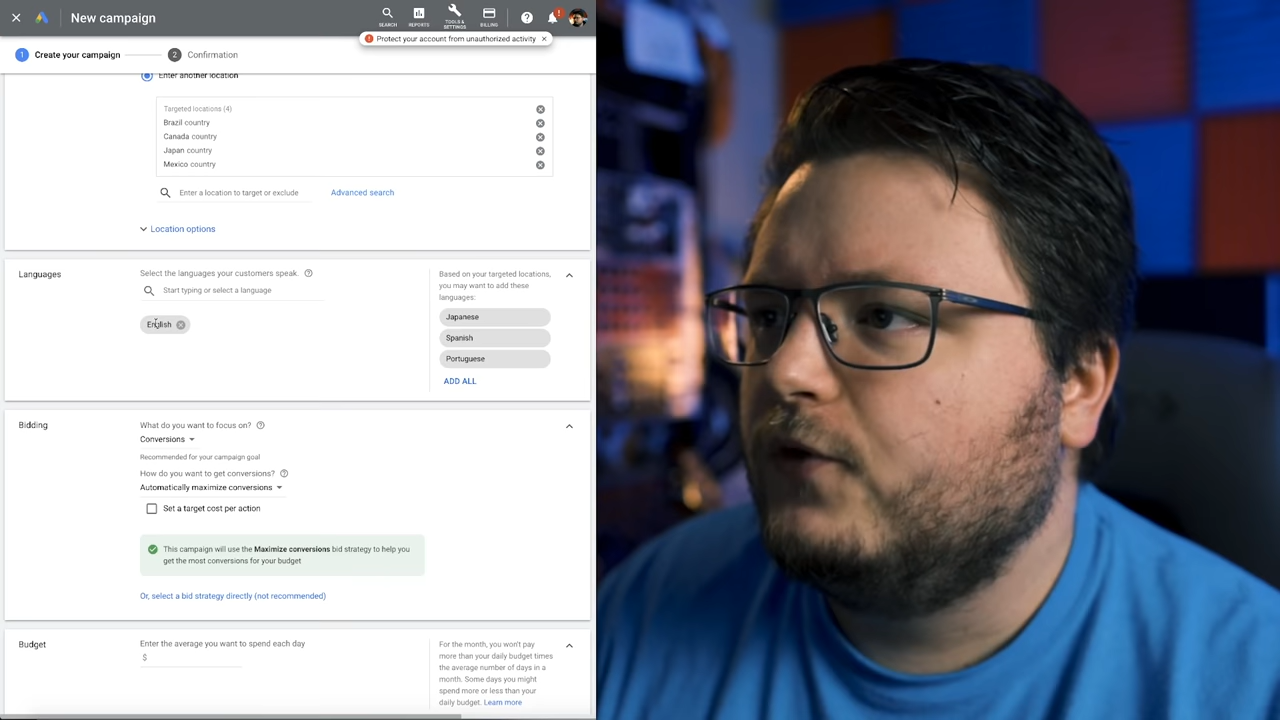 New campaign
SEARCH
REPORTS
TOOLS & SETTINGS
BILLING
Protect your account from unauthorized activity
1 Create your campaign
2 Confirmation
Enter another location
Targeted locations (4)
Brazil country
Canada country
Japan country
Mexico country
Enter a location to target or exclude
Advanced search
Location options
Languages
Select the languages your customers speak.
Start typing or select a language
English
Based on your targeted locations,
you may want to add these
languages:
Japanese
Spanish
Portuguese
ADD ALL
Bidding
What do you want to focus on?
Conversions
Recommended for your campaign goal
How do you want to get conversions?
Automatically maximize conversions
Set a target cost per action
This campaign will use the Maximize conversions bid strategy to help you
get the most conversions for your budget
Or, select a bid strategy directly (not recommended)
Budget
Enter the average you want to spend each day
$
For the month, you won't pay
more than your daily budget times
the average number of days in a
month. Some days you might
spend more or less than your
daily budget. Learn more